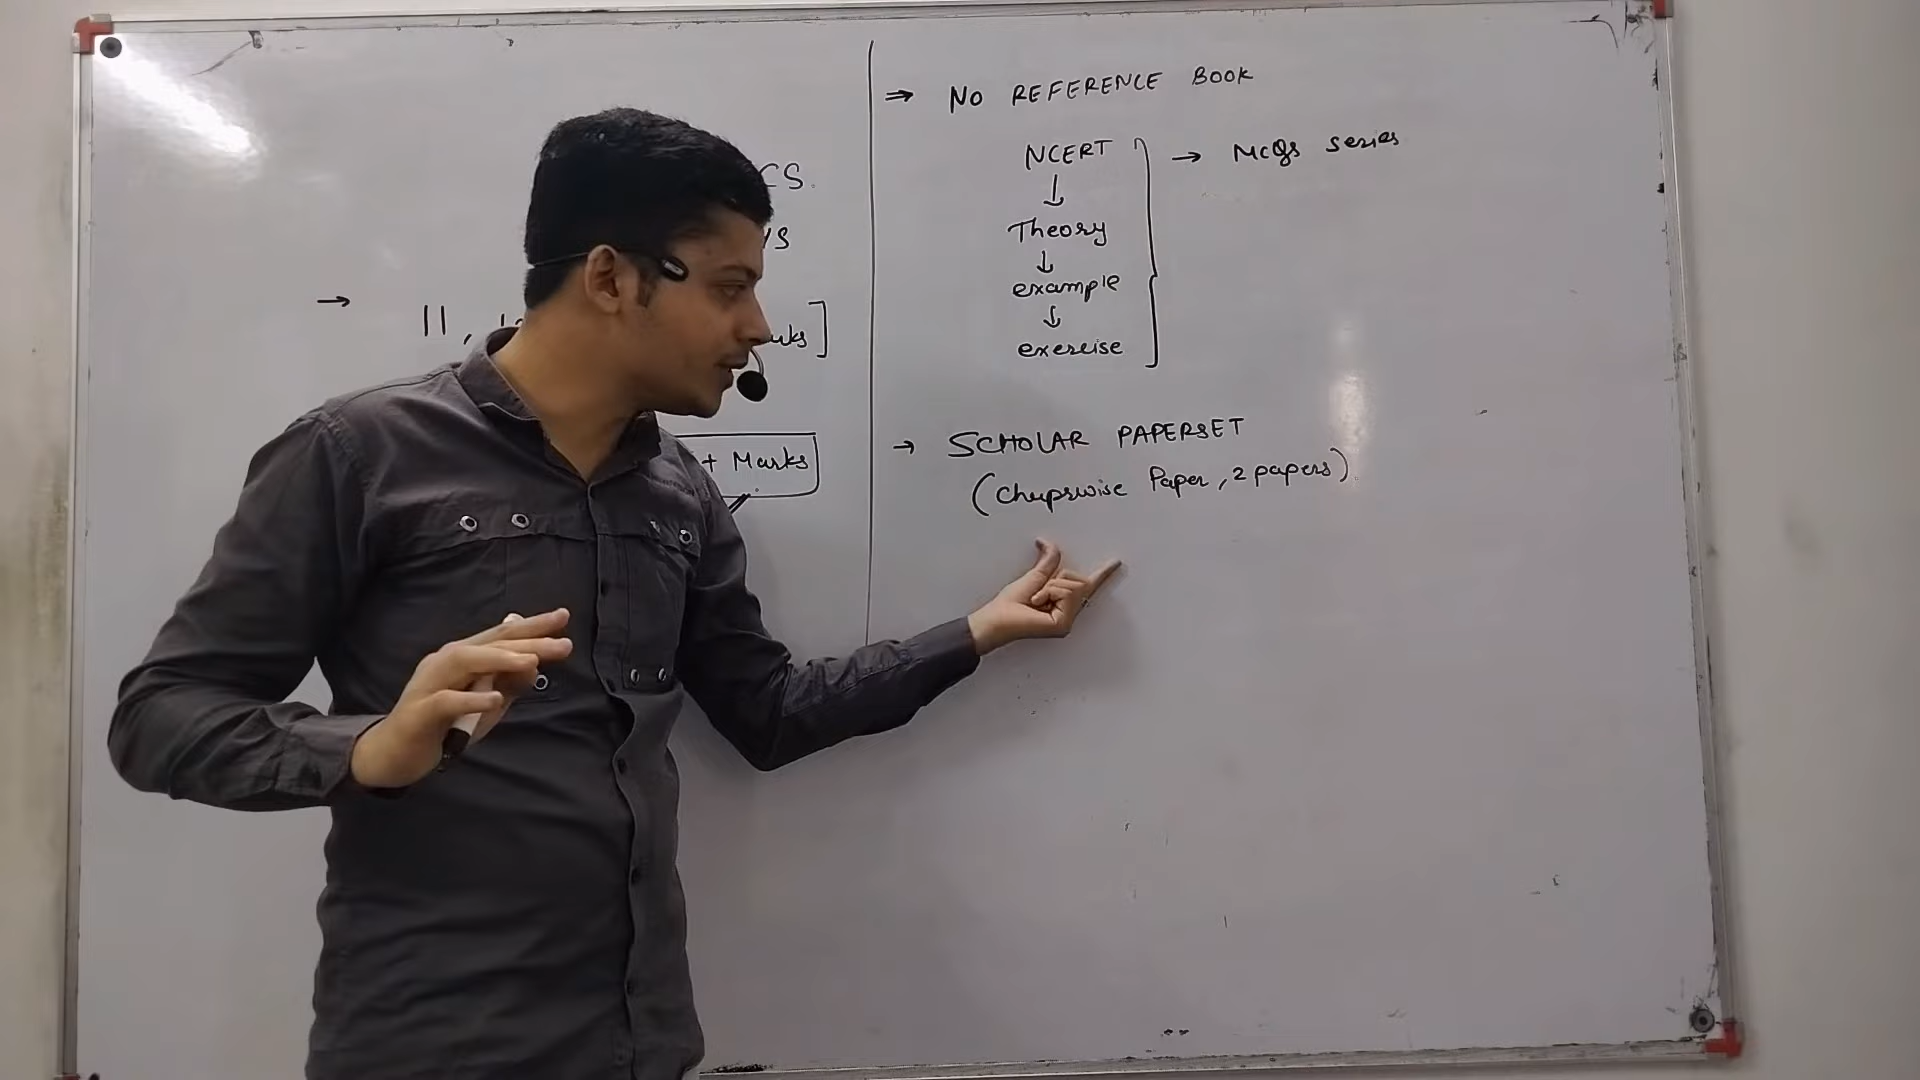 CS.
→ 11,
]
+ Marks
⇒ NO REFERENCE BOOK
NCERT } → MCQs series
↓
Theory
↓
example
↓
exercise
→ SCHOLAR PAPERSET
(Chapswise Paper, 2 papers)